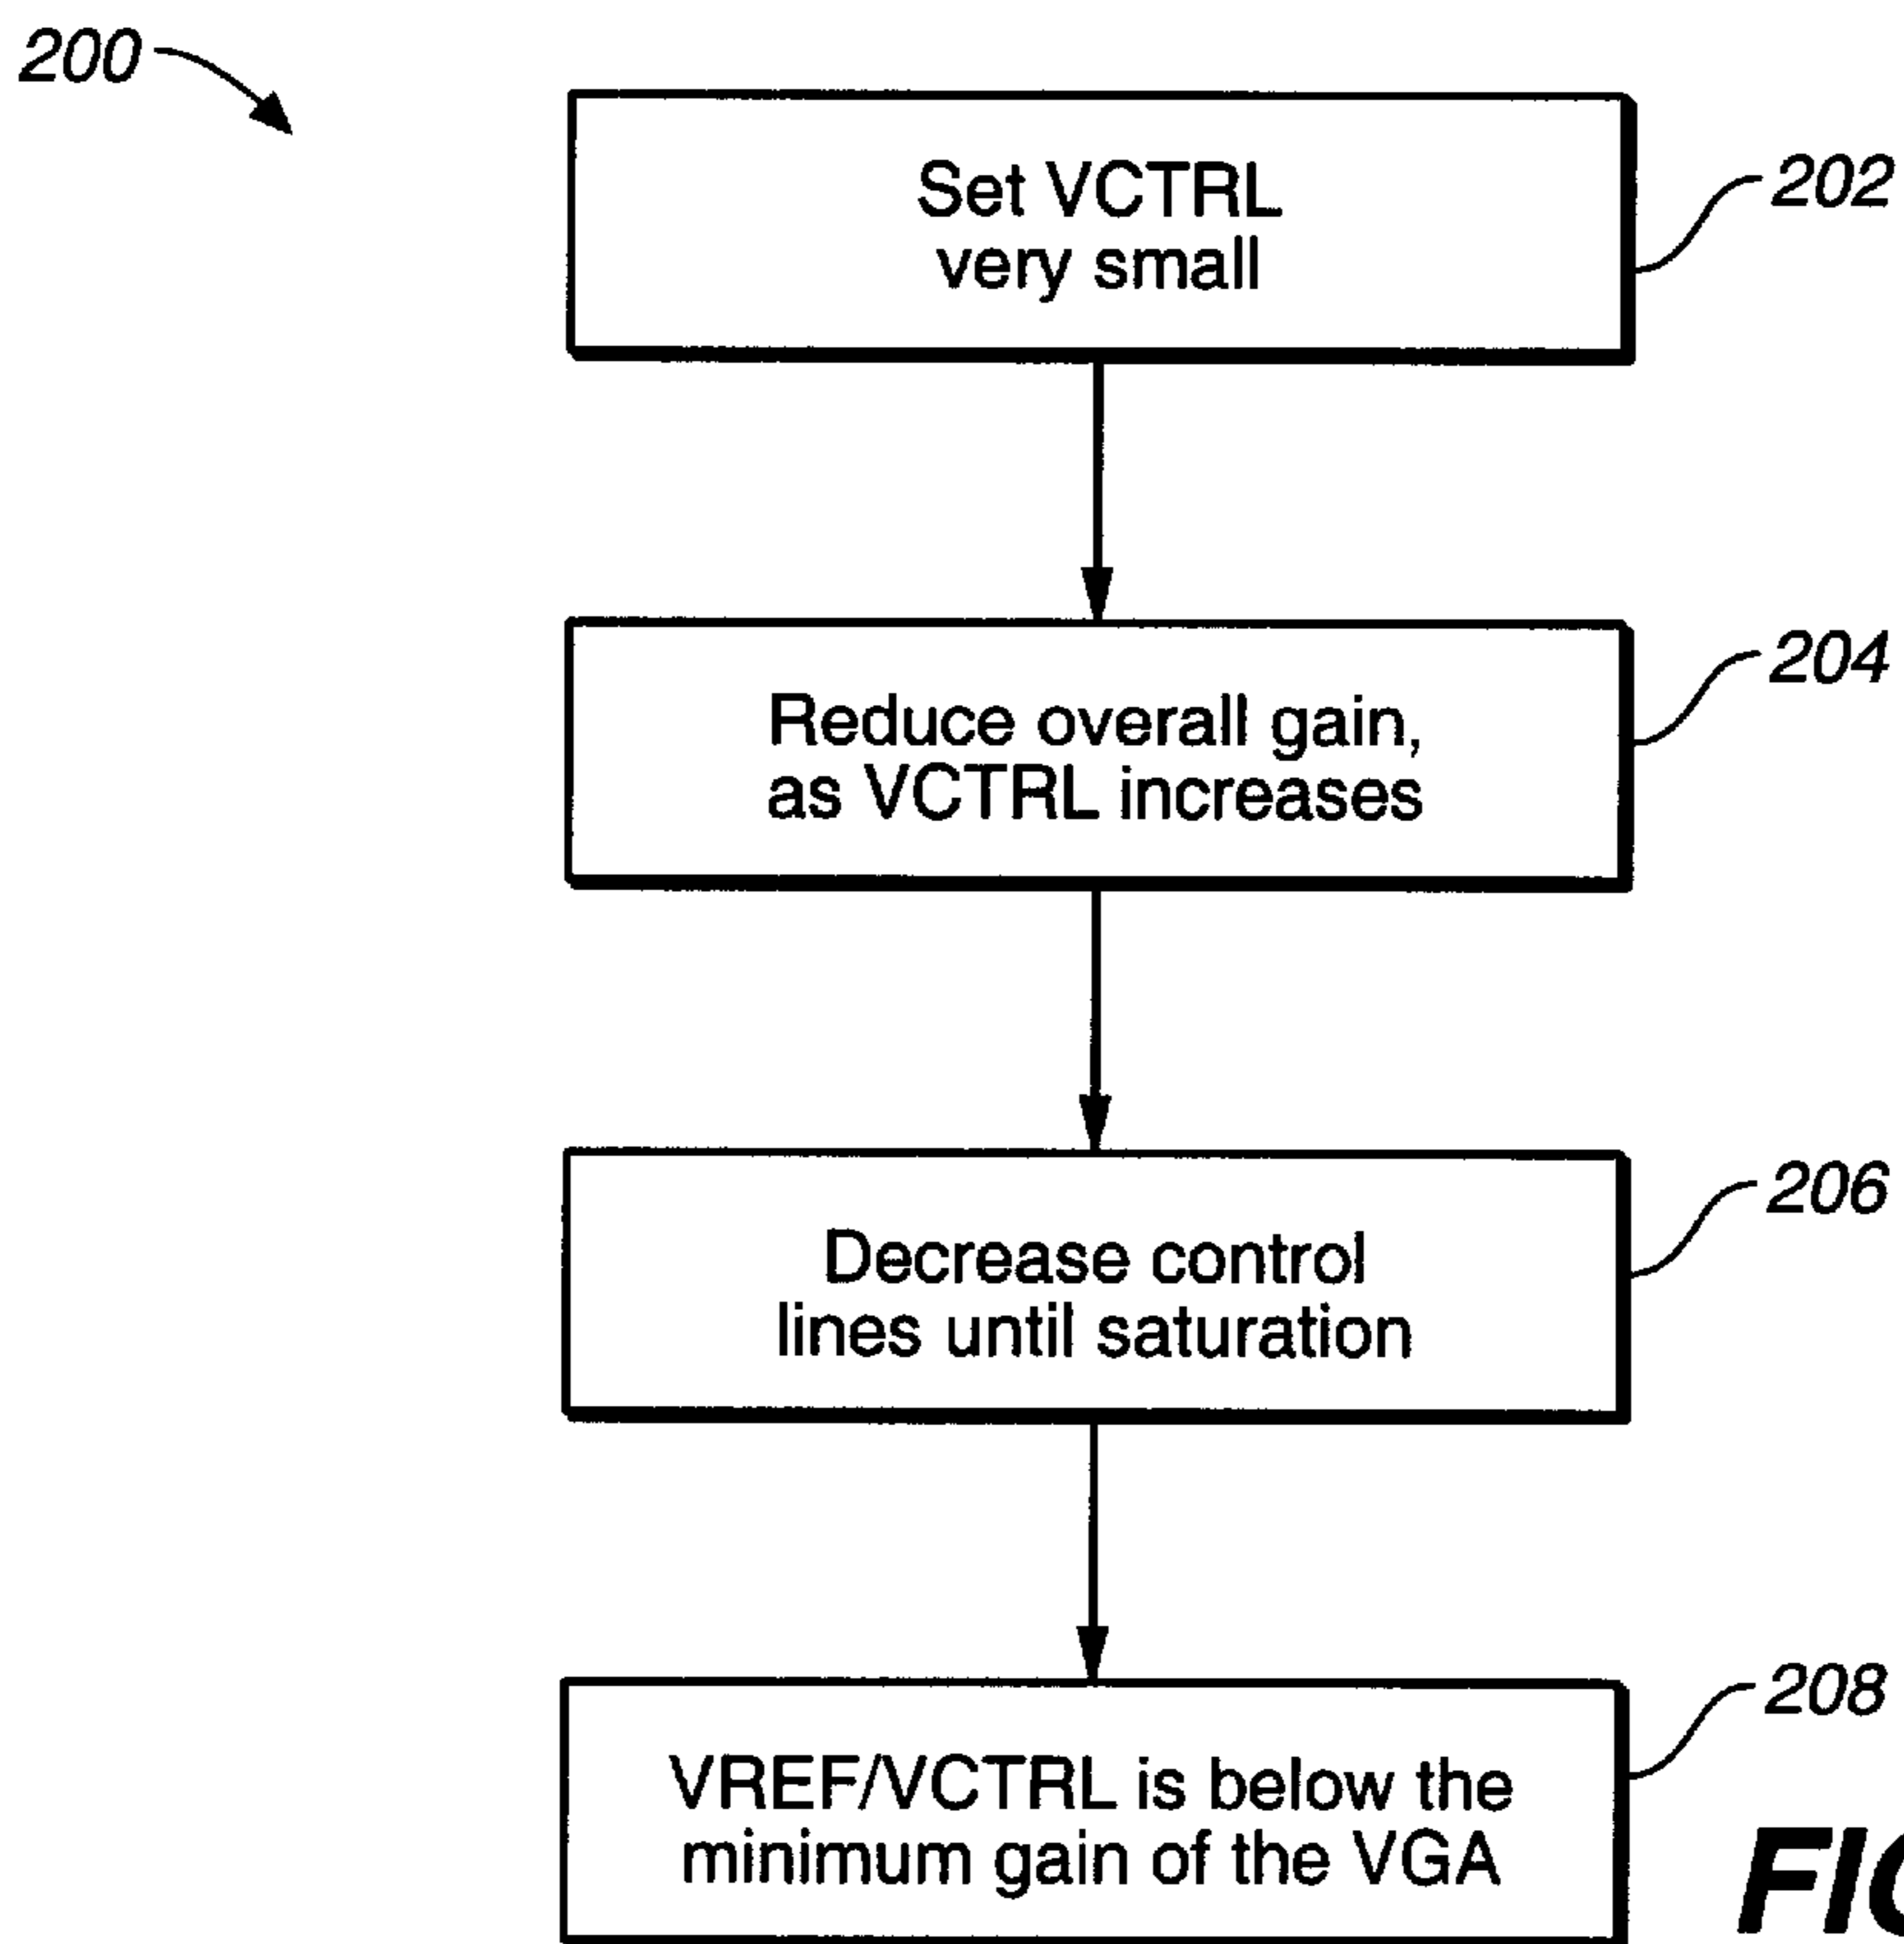 200
Set VCTRL
very small
202
Reduce overall gain,
as VCTRL increases
204
Decrease control
lines until saturation
206
VREF/VCTRL is below the
minimum gain of the VGA
208